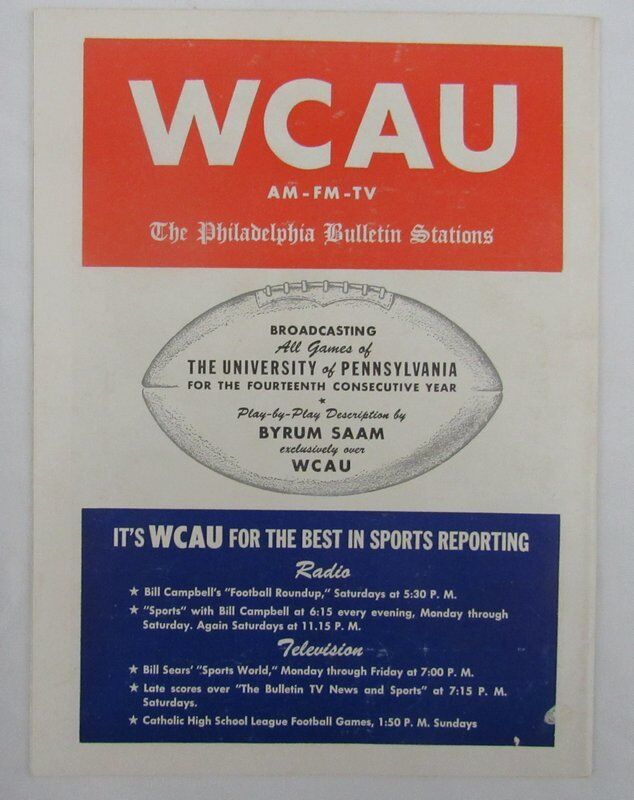 WCAU
AM-FM-TV
The Philadelphia Bulletin Stations
BROADCASTING
All Games of
THE UNIVERSITY of PENNSYLVANIA
FOR THE FOURTEENTH CONSECUTIVE YEAR
★
Play-by-Play Description by
BYRUM SAAM
exclusively over
WCAU
IT'S WCAU FOR THE BEST IN SPORTS REPORTING
Radio
★ Bill Campbell's "Football Roundup," Saturdays at 5:30 P. M.
★ "Sports" with Bill Campbell at 6:15 every evening, Monday through
Saturday. Again Saturdays at 11.15 P. M.
Television
★ Bill Sears' "Sports World," Monday through Friday at 7:00 P. M.
★ Late scores over "The Bulletin TV News and Sports" at 7:15 P. M.
Saturdays.
★ Catholic High School League Football Games, 1:50 P. M. Sundays